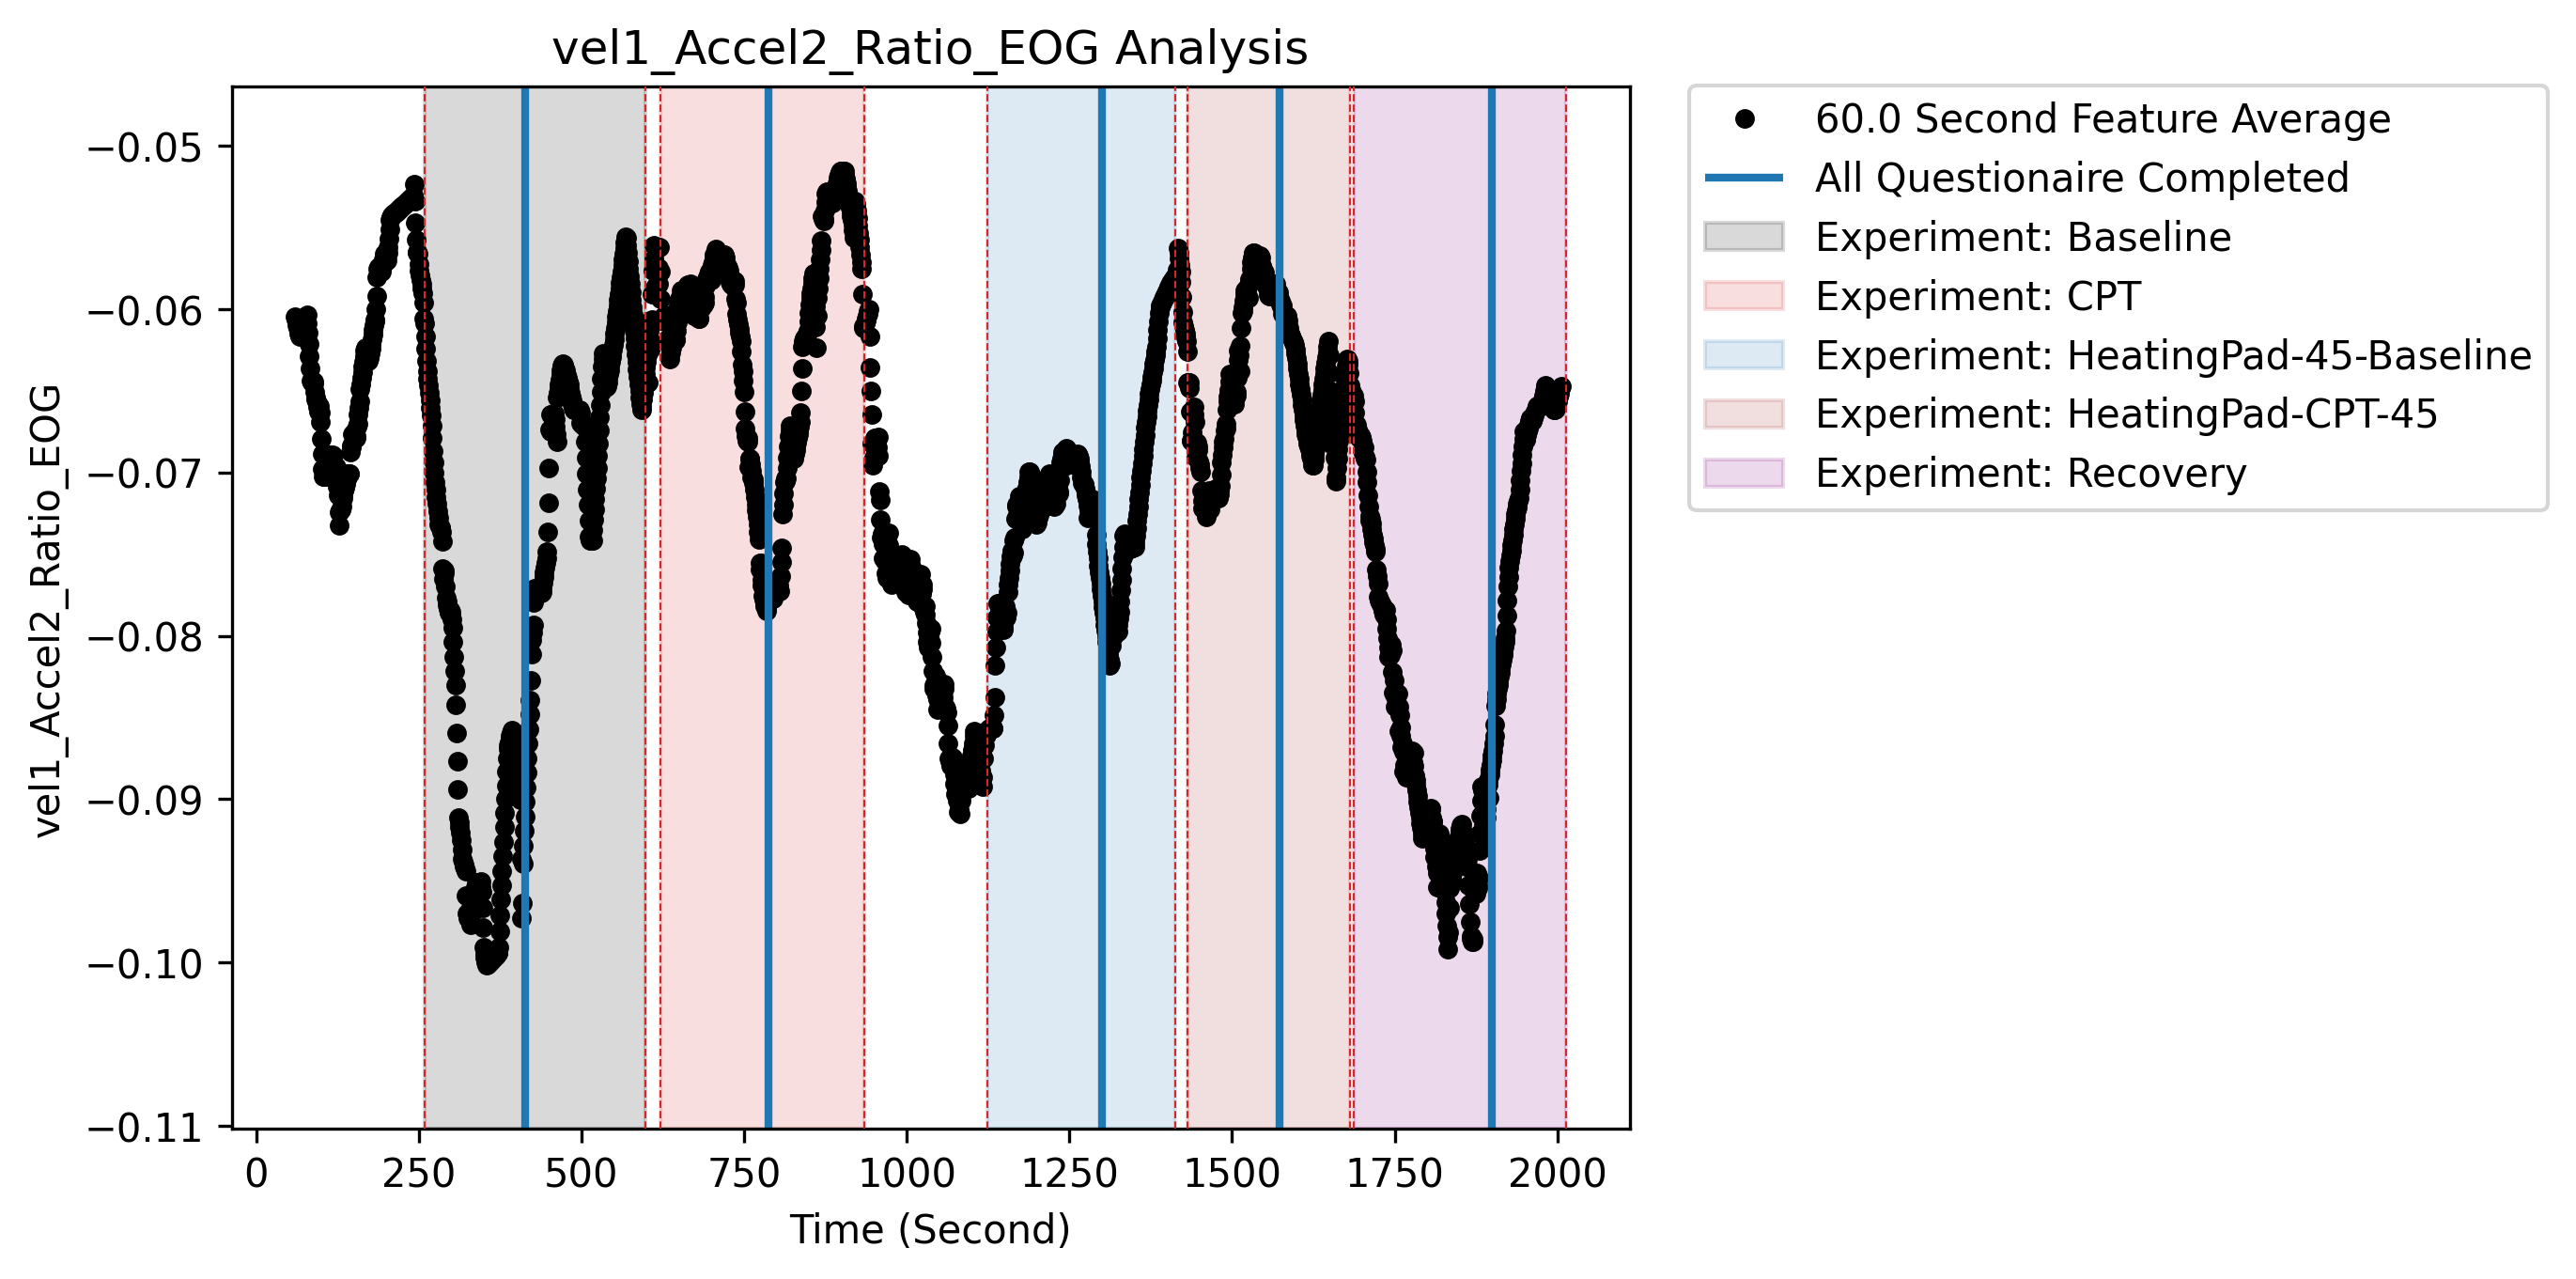 vel1_Accel2_Ratio_EOG Analysis
vel1_Accel2_Ratio_EOG
−0.05
−0.06
−0.07
−0.08
−0.09
−0.10
−0.11
0 250 500 750 1000 1250 1500 1750 2000
Time (Second)
60.0 Second Feature Average
All Questionaire Completed
Experiment: Baseline
Experiment: CPT
Experiment: HeatingPad-45-Baseline
Experiment: HeatingPad-CPT-45
Experiment: Recovery